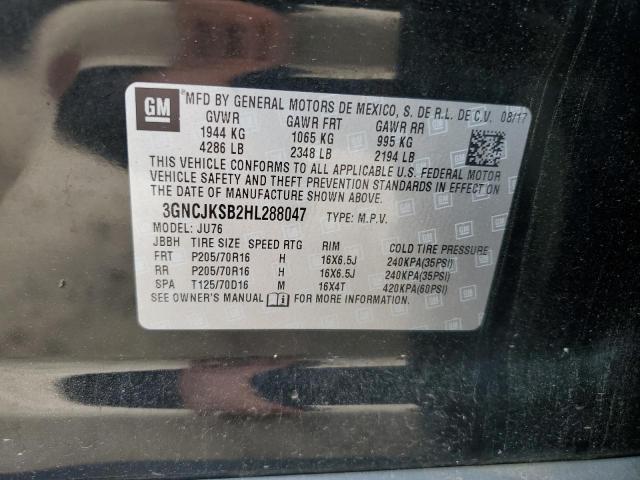 GM ® MFD BY GENERAL MOTORS DE MEXICO, S. DE R.L. DE C.V. 08/17
GVWR GAWR FRT GAWR RR
1944 KG 1065 KG 995 KG
4286 LB 2348 LB 2194 LB
THIS VEHICLE CONFORMS TO ALL APPLICABLE U.S. FEDERAL MOTOR
VEHICLE SAFETY AND THEFT PREVENTION STANDARDS IN EFFECT ON
THE DATE OF MANUFACTURE SHOWN ABOVE.
3GNCJKSB2HL288047 TYPE: M.P.V.
MODEL: JU76
JBBH TIRE SIZE SPEED RTG RIM COLD TIRE PRESSURE
FRT P205/70R16 H 16X6.5J 240KPA(35PSI)
RR P205/70R16 H 16X6.5J 240KPA(35PSI)
SPA T125/70D16 M 16X4T 420KPA(60PSI)
SEE OWNER'S MANUAL FOR MORE INFORMATION.